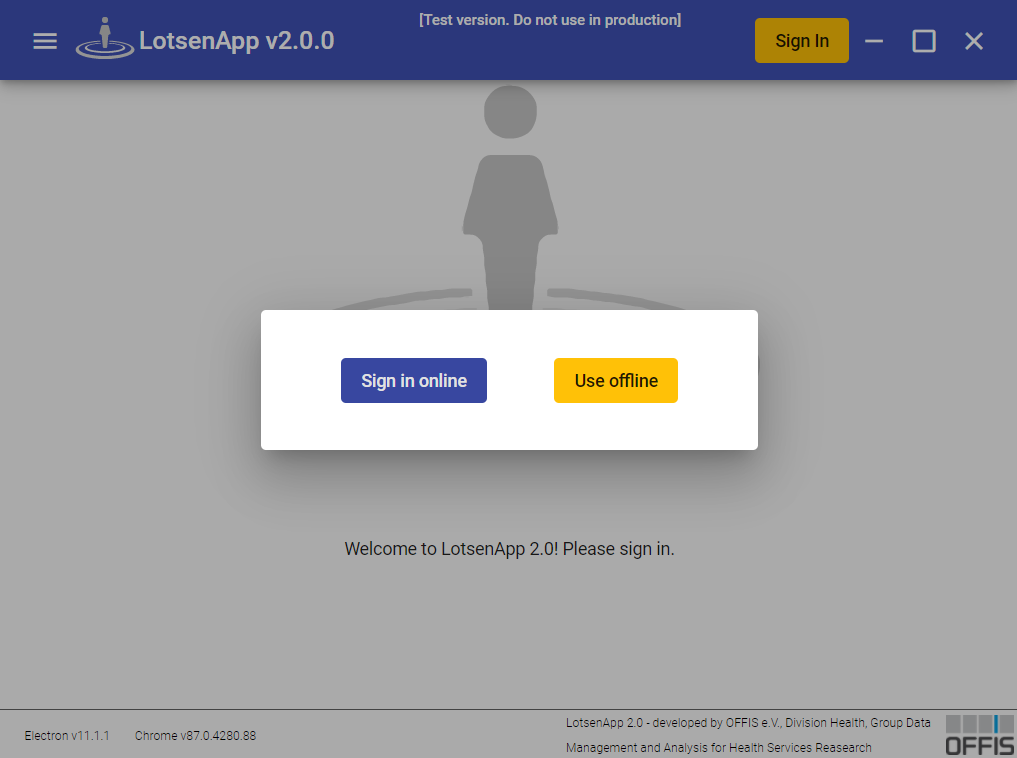 [Test version. Do not use in production]
LotsenApp v2.0.0
Sign In
Sign in online
Use offline
Welcome to LotsenApp 2.0! Please sign in.
Electron v11.1.1
Chrome v87.0.4280.88
LotsenApp 2.0 - developed by OFFIS e.V., Division Health, Group Data
Management and Analysis for Health Services Reasearch
OFFIS